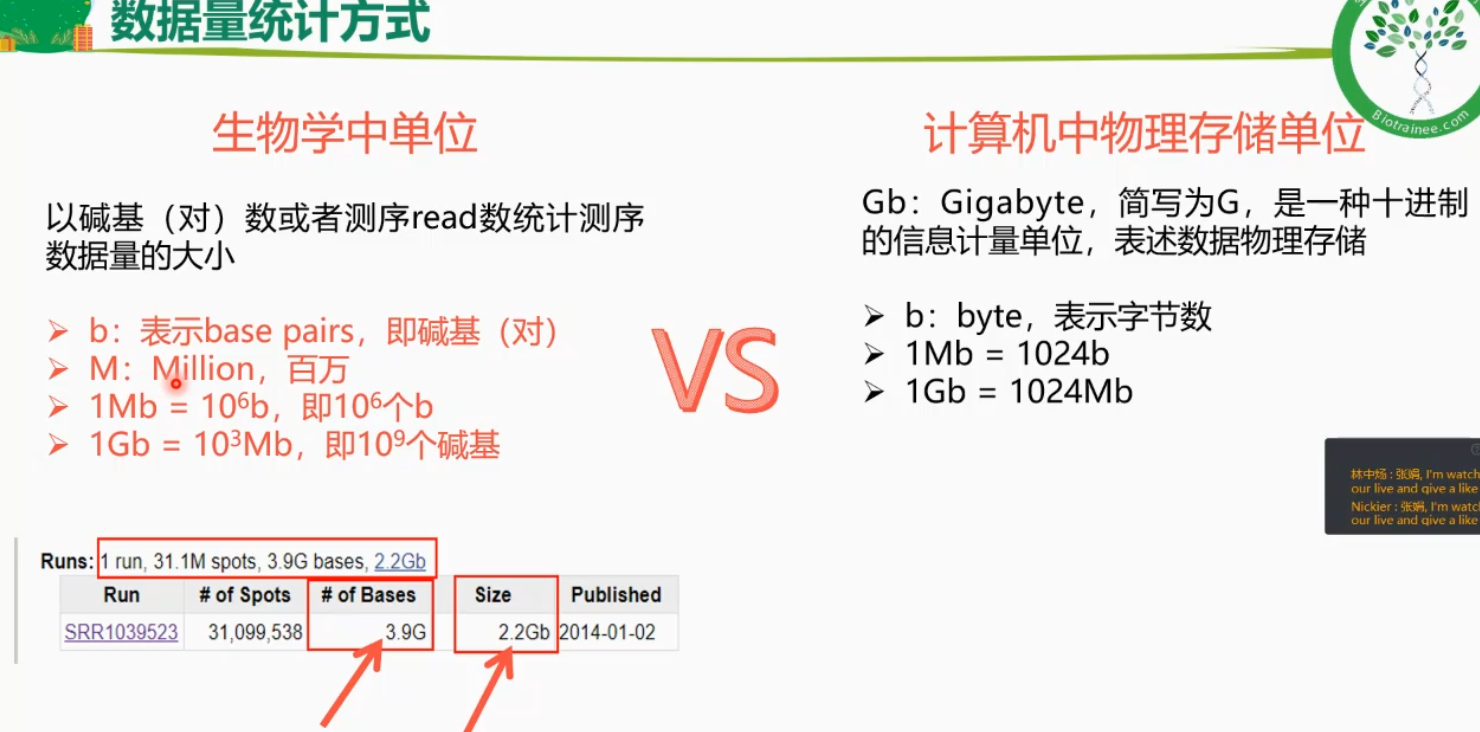 数据量统计方式
Biotrainee.com
生物学中单位
以碱基（对）数或者测序read数统计测序
数据量的大小
➢ b：表示base pairs，即碱基（对）
➢ M：Million，百万
➢ 1Mb = 10⁶b，即10⁶个b
➢ 1Gb = 10³Mb，即10⁹个碱基
VS
计算机中物理存储单位
Gb：Gigabyte，简写为G，是一种十进制
的信息计量单位，表述数据物理存储
➢ b：byte，表示字节数
➢ 1Mb = 1024b
➢ 1Gb = 1024Mb
林中炀 : 张娟, I'm watch
our live and give a like
Nickier : 张娟, I'm watc
our live and give a like
Runs: 1 run, 31.1M spots, 3.9G bases, 2.2Gb
Run # of Spots # of Bases Size Published
SRR1039523 31,099,538 3.9G 2.2Gb 2014-01-02